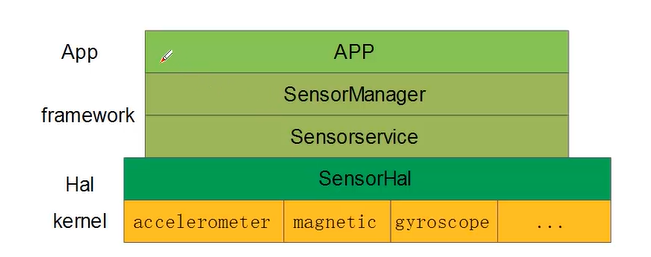 App APP
framework SensorManager
Sensorservice
Hal SensorHal
kernel accelerometer magnetic gyroscope ...